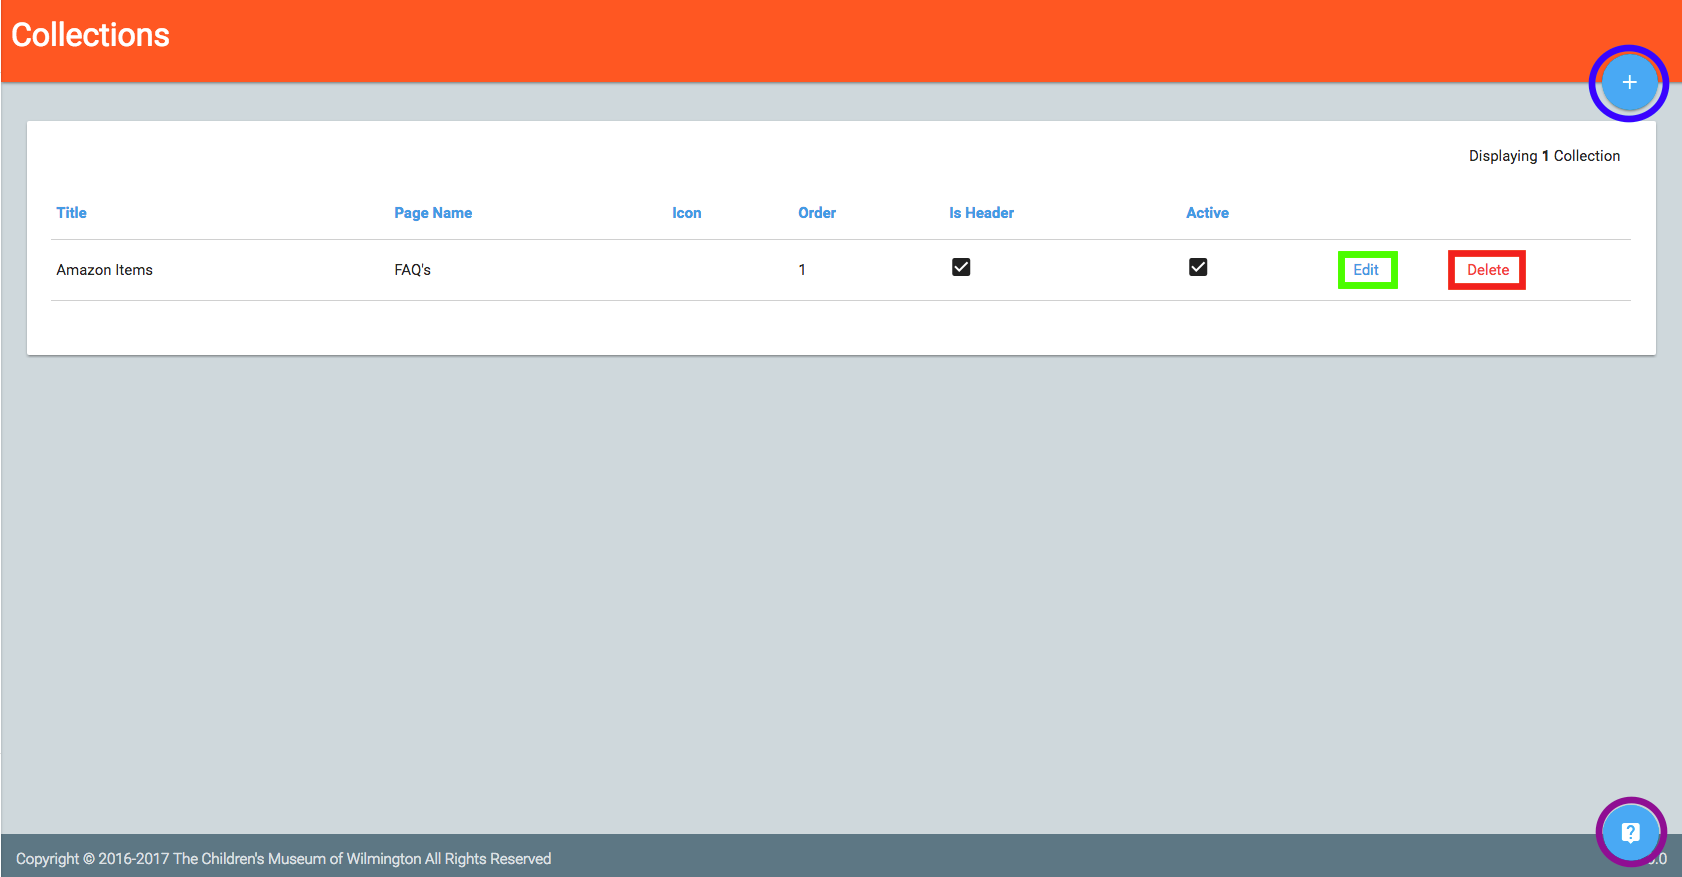 Collections
+
Displaying 1 Collection
Title Page Name Icon Order Is Header Active
Amazon Items FAQ's 1 Edit Delete
?
Copyright © 2016-2017 The Children's Museum of Wilmington All Rights Reserved
.0